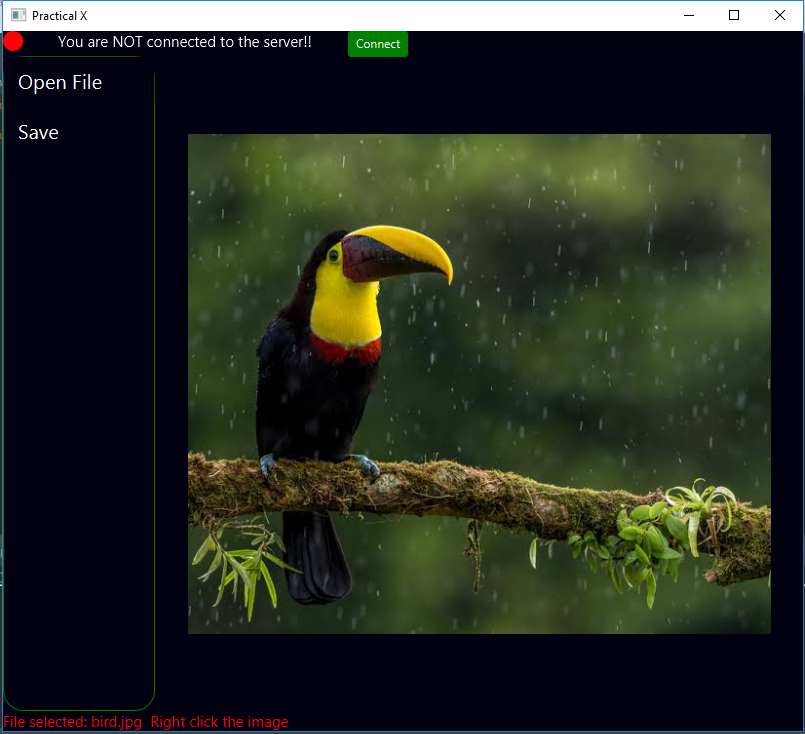 Practical X
You are NOT connected to the server!! Connect
Open File
Save
File selected: bird.jpg Right click the image